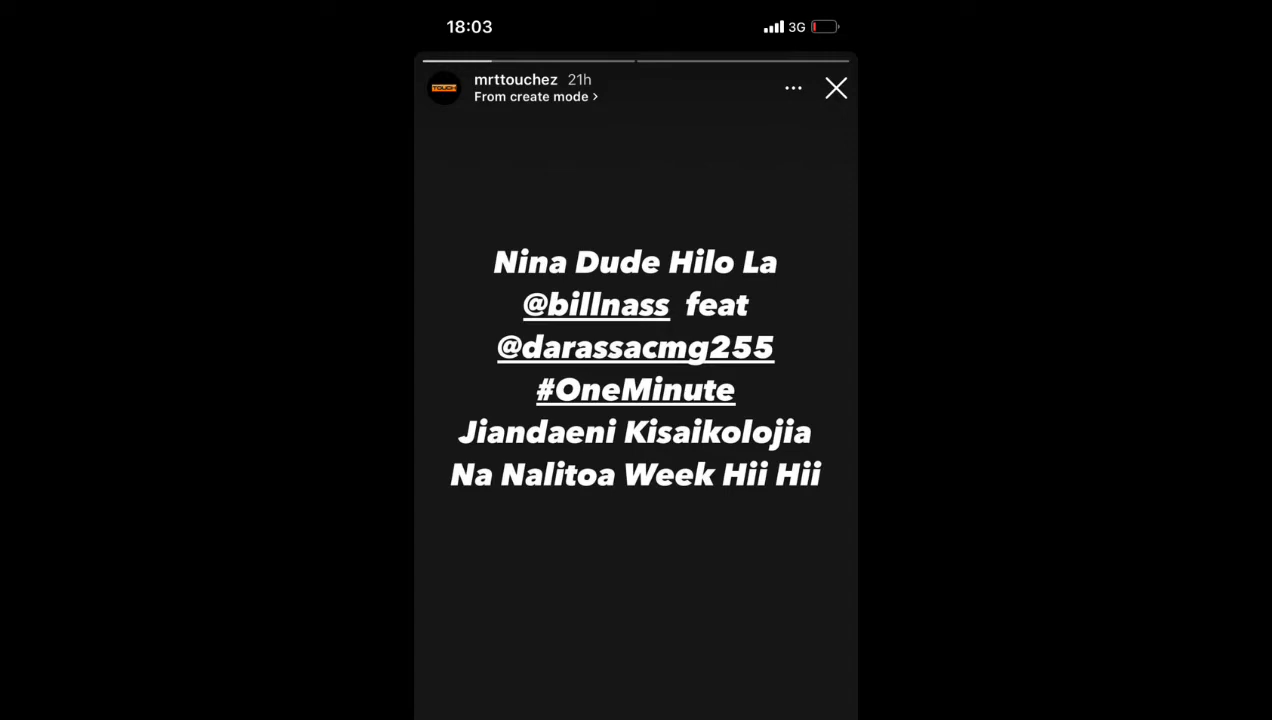 18:03
3G
mrttouchez 21h
From create mode >
TOUCH
Nina Dude Hilo La
@billnass feat
@darassacmg255
#OneMinute
Jiandaeni Kisaikolojia
Na Nalitoa Week Hii Hii